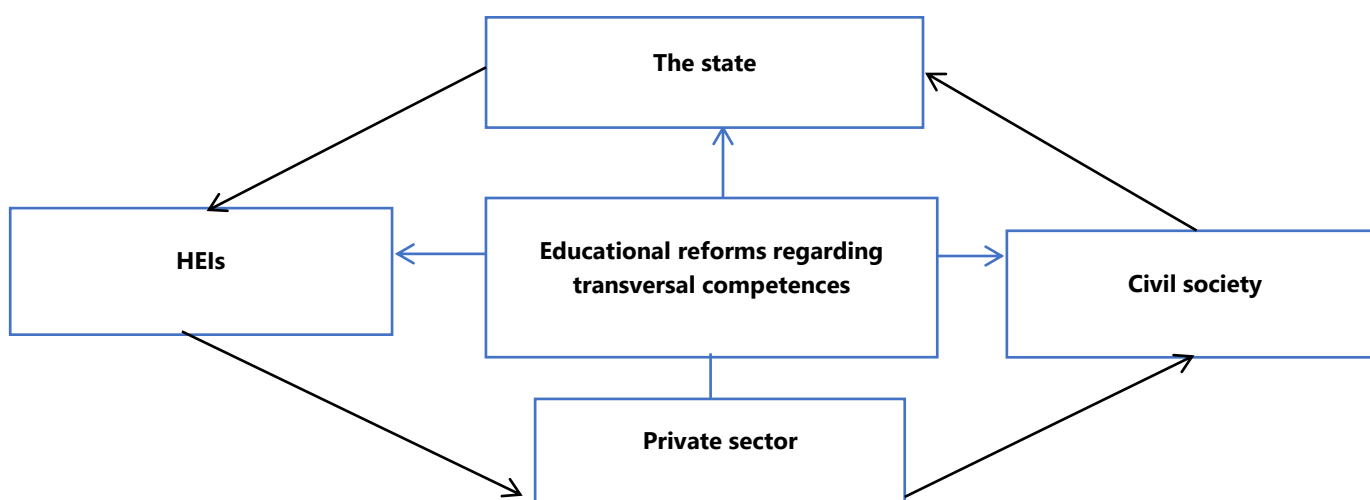 The state
HEIs
Educational reforms regarding
transversal competences
Civil society
Private sector